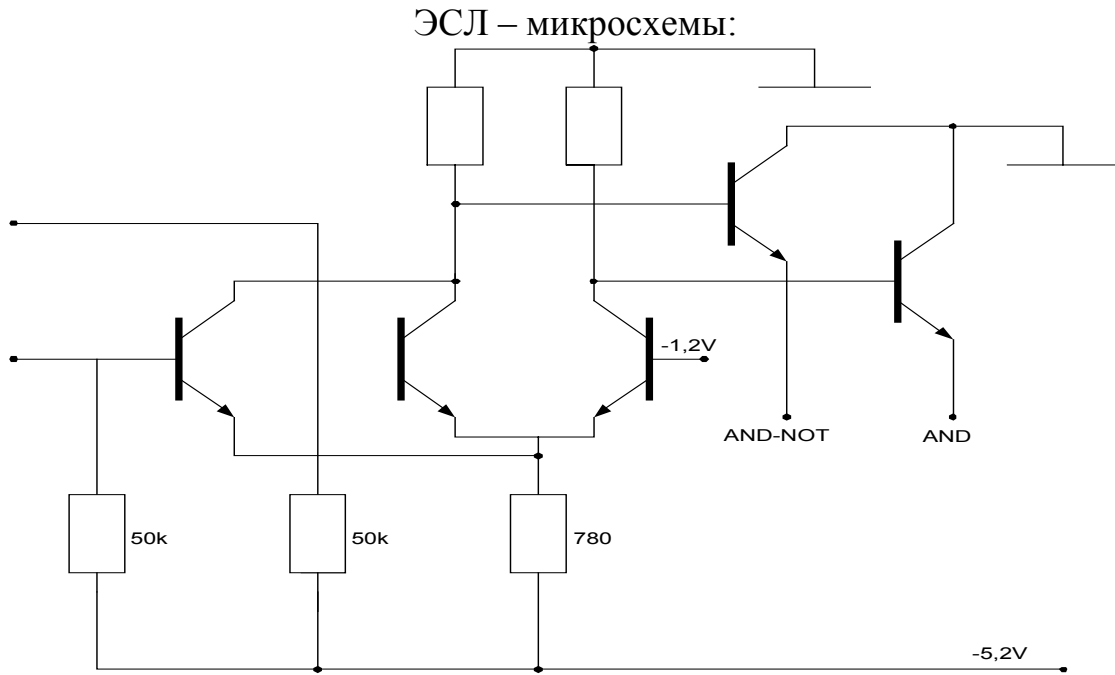 ЭСЛ – микросхемы:
-1,2V
AND-NOT
AND
50k
50k
780
-5,2V